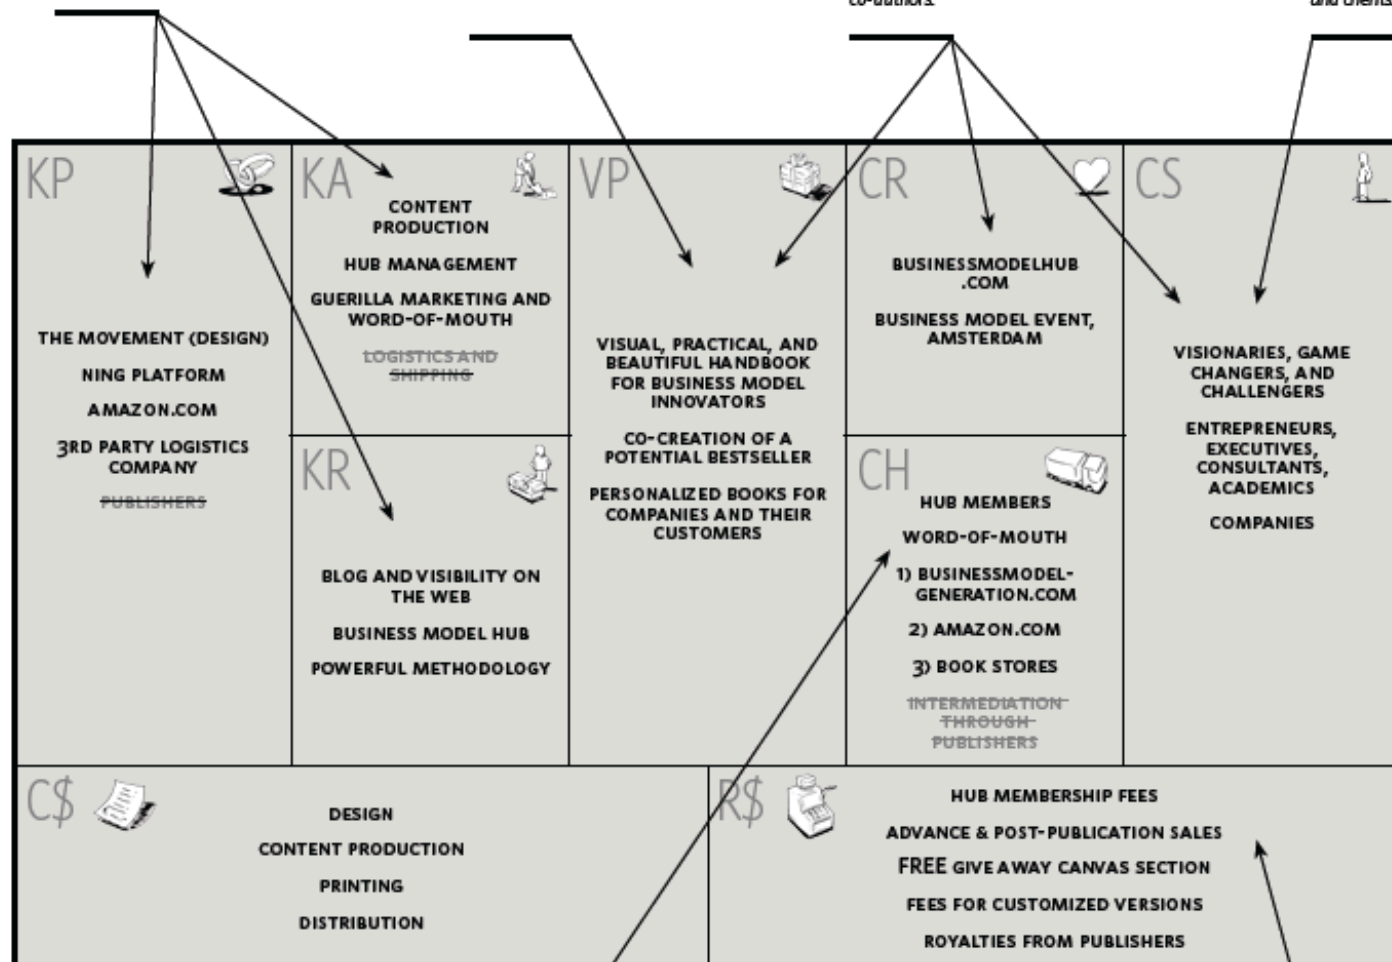 co-authors.
and clients
KP
THE MOVEMENT (DESIGN)
NING PLATFORM
AMAZON.COM
3RD PARTY LOGISTICS
COMPANY
PUBLISHERS
KA
CONTENT
PRODUCTION
HUB MANAGEMENT
GUERILLA MARKETING AND
WORD-OF-MOUTH
LOGISTICS AND
SHIPPING
KR
BLOG AND VISIBILITY ON
THE WEB
BUSINESS MODEL HUB
POWERFUL METHODOLOGY
VP
VISUAL, PRACTICAL, AND
BEAUTIFUL HANDBOOK
FOR BUSINESS MODEL
INNOVATORS
CO-CREATION OF A
POTENTIAL BESTSELLER
PERSONALIZED BOOKS FOR
COMPANIES AND THEIR
CUSTOMERS
CR
BUSINESSMODELHUB
.COM
BUSINESS MODEL EVENT,
AMSTERDAM
CH
HUB MEMBERS
WORD-OF-MOUTH
1) BUSINESSMODEL-
GENERATION.COM
2) AMAZON.COM
3) BOOK STORES
INTERMEDIATION
THROUGH
PUBLISHERS
CS
VISIONARIES, GAME
CHANGERS, AND
CHALLENGERS
ENTREPRENEURS,
EXECUTIVES,
CONSULTANTS,
ACADEMICS
COMPANIES
C$
DESIGN
CONTENT PRODUCTION
PRINTING
DISTRIBUTION
R$
HUB MEMBERSHIP FEES
ADVANCE & POST-PUBLICATION SALES
FREE GIVE AWAY CANVAS SECTION
FEES FOR CUSTOMIZED VERSIONS
ROYALTIES FROM PUBLISHERS